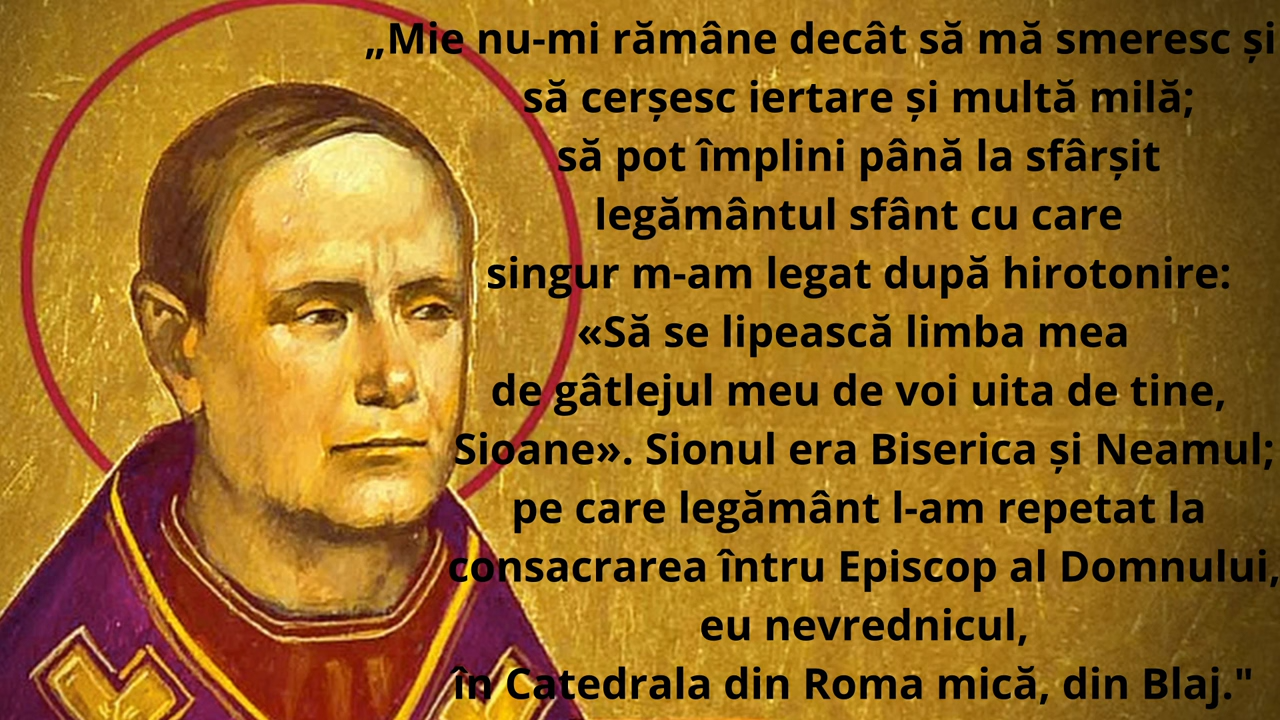 „Mie nu-mi rămâne decât să mă smeresc și
să cerșesc iertare și multă milă;
să pot împlini până la sfârșit
legământul sfânt cu care
singur m-am legat după hirotonire:
«Să se lipească limba mea
de gâtlejul meu de voi uita de tine,
Sioane». Sionul era Biserica și Neamul;
pe care legământ l-am repetat la
consacrarea întru Episcop al Domnului,
eu nevrednicul,
în Catedrala din Roma mică, din Blaj."